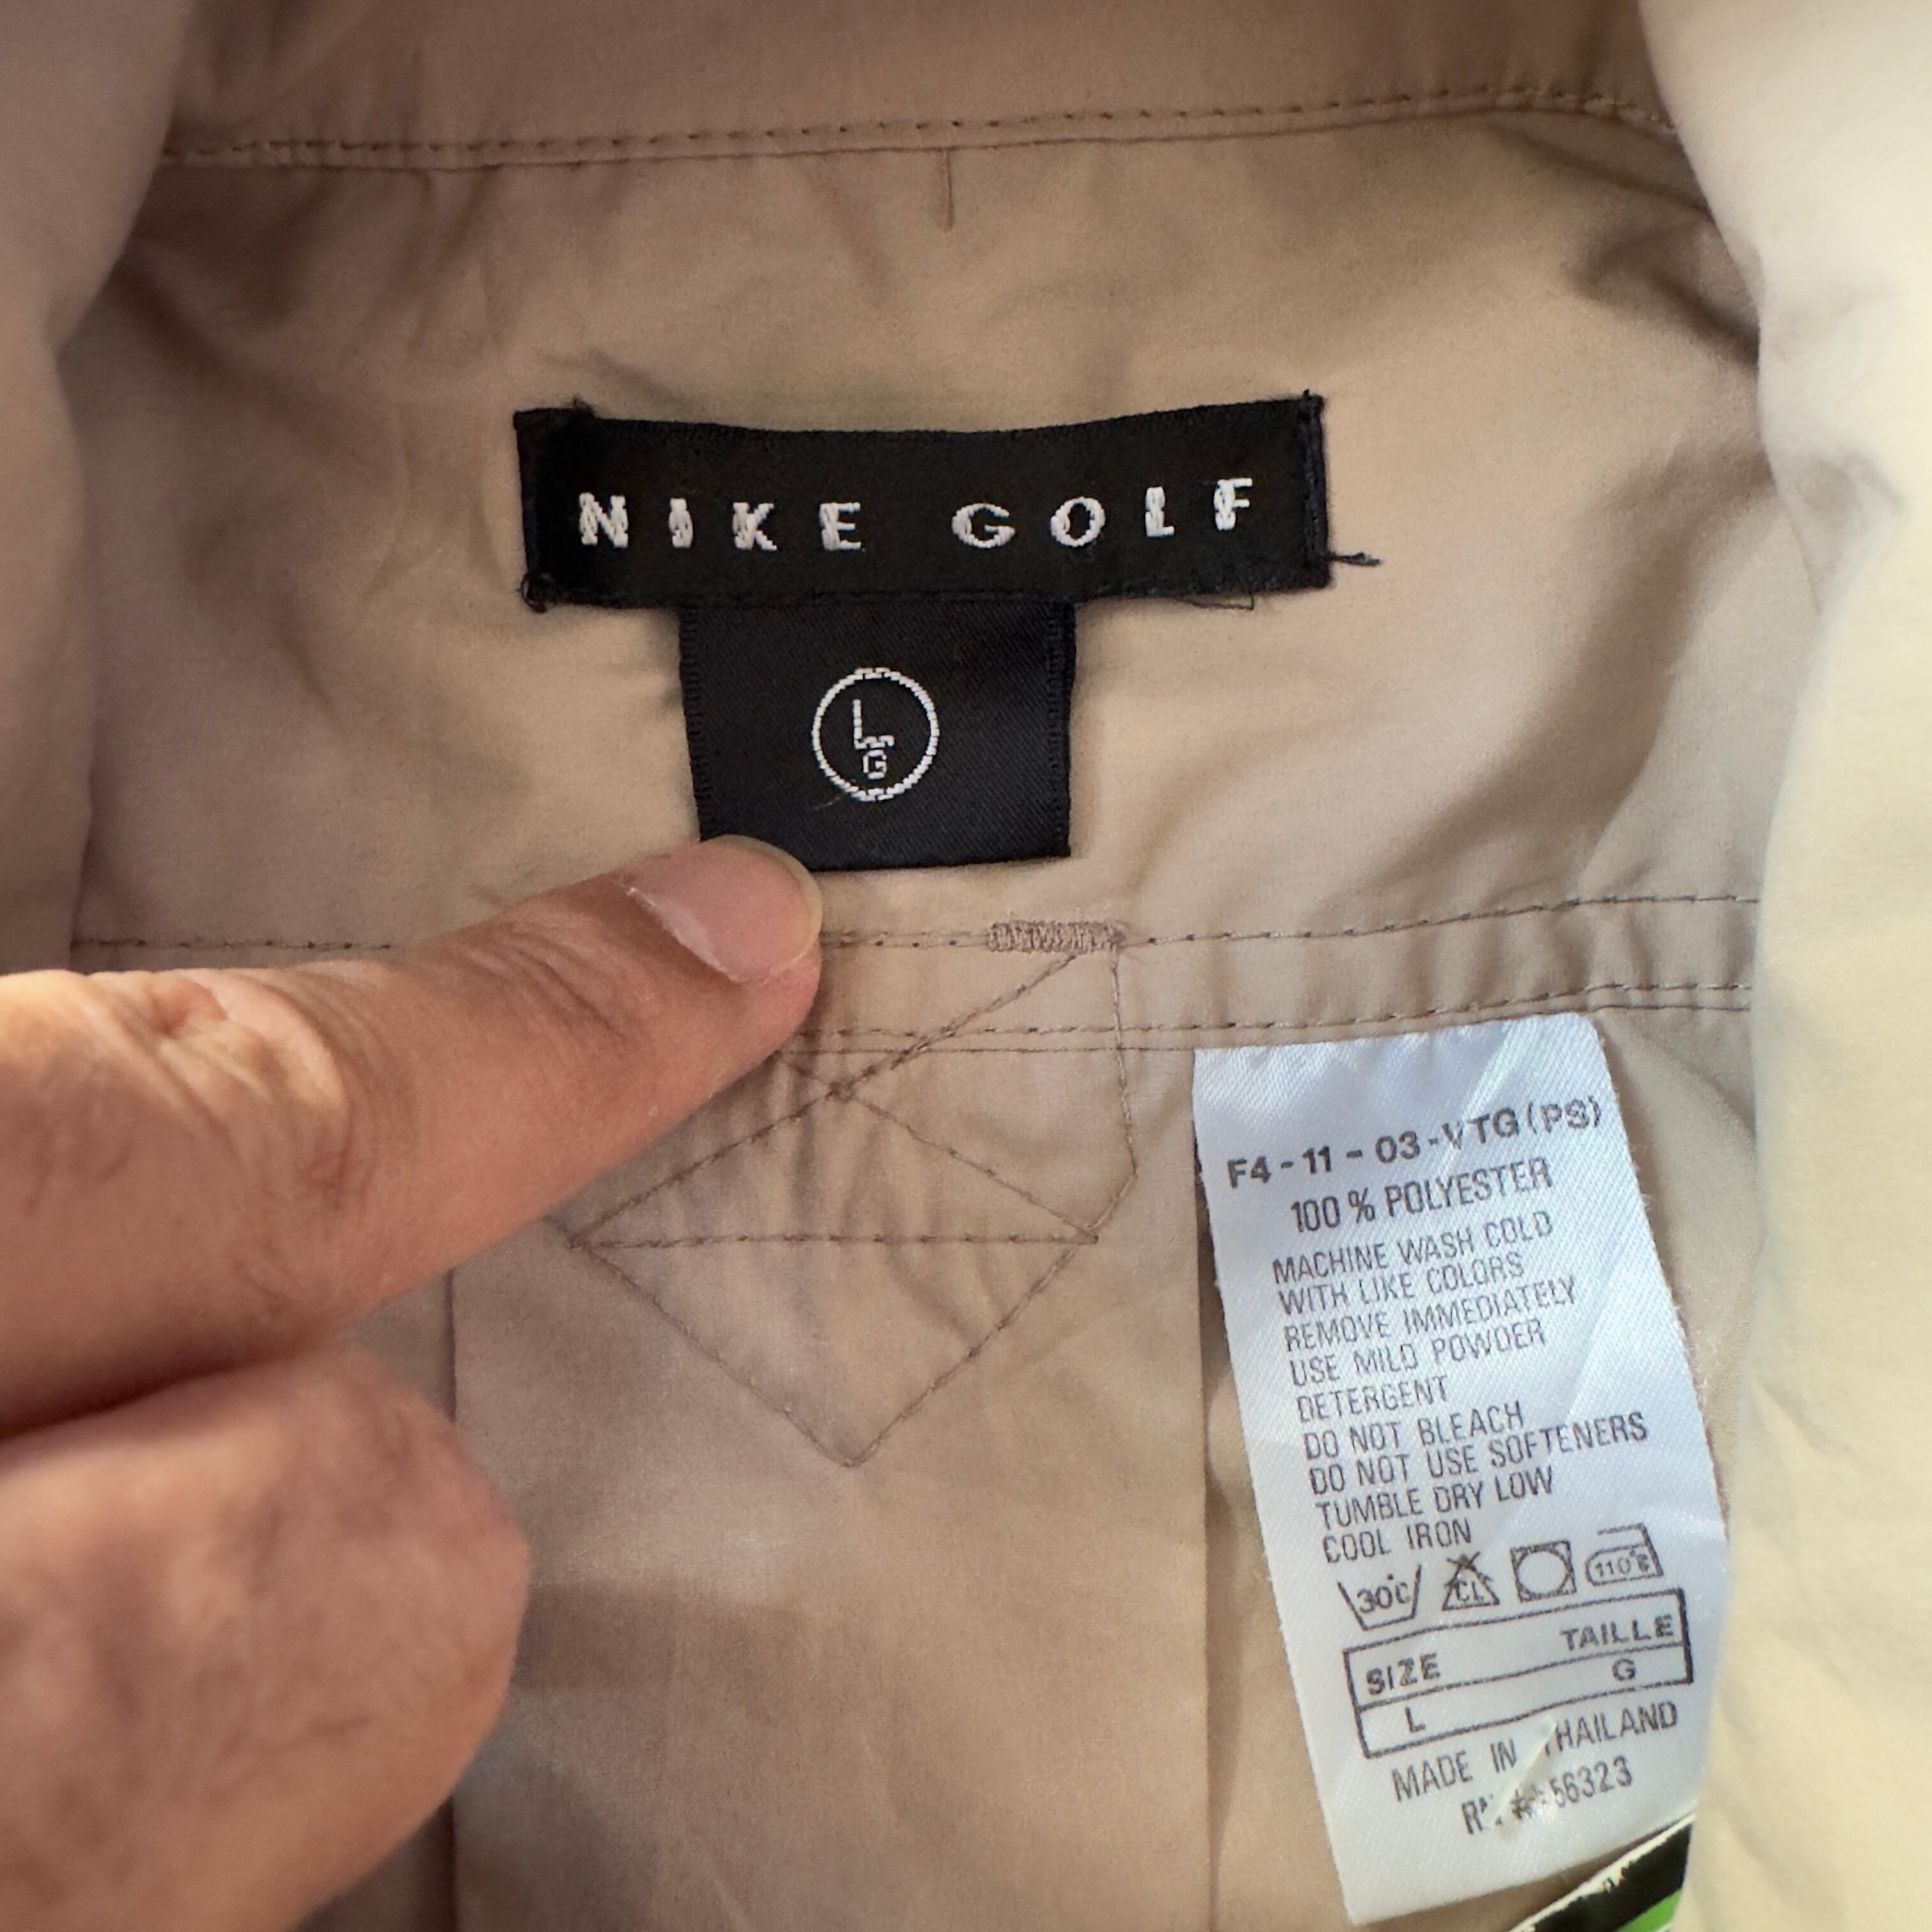 NIKE GOLF
L
G
F4-11-03-VTG(PS)
100% POLYESTER
MACHINE WASH COLD
WITH LIKE COLORS
REMOVE IMMEDIATELY
USE MILD POWDER
DETERGENT
DO NOT BLEACH
DO NOT USE SOFTENERS
TUMBLE DRY LOW
COOL IRON
30°C CL 110°C
SIZE TAILLE
L G
MADE IN THAILAND
56323